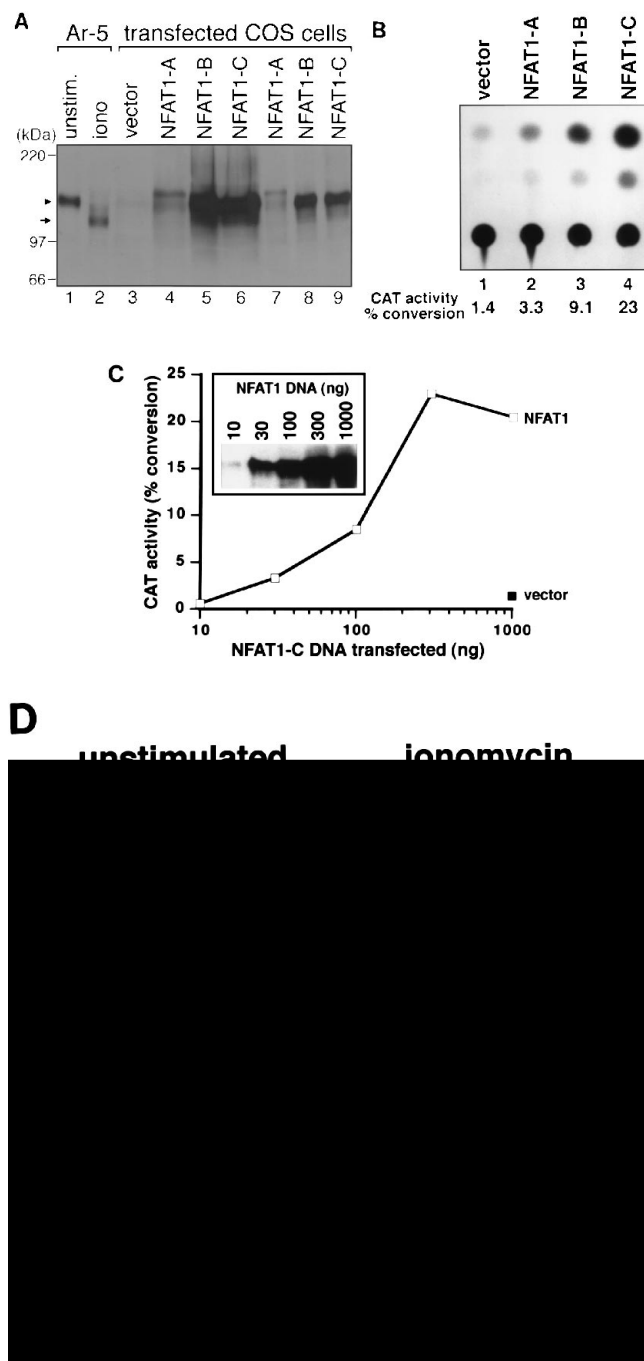 A
Ar-5 transfected COS cells
unstim.
iono
vector
NFAT1-A
NFAT1-B
NFAT1-C
NFAT1-A
NFAT1-B
NFAT1-C
(kDa)
220
97
66
1 2 3 4 5 6 7 8 9
B
vector
NFAT1-A
NFAT1-B
NFAT1-C
1 2 3 4
CAT activity
% conversion 1.4 3.3 9.1 23
C
CAT activity (% conversion)
25
20
15
10
5
0
NFAT1 DNA (ng)
10
30
100
300
1000
NFAT1
vector
10 100 1000
NFAT1-C DNA transfected (ng)
D
unstimulated ionomycin